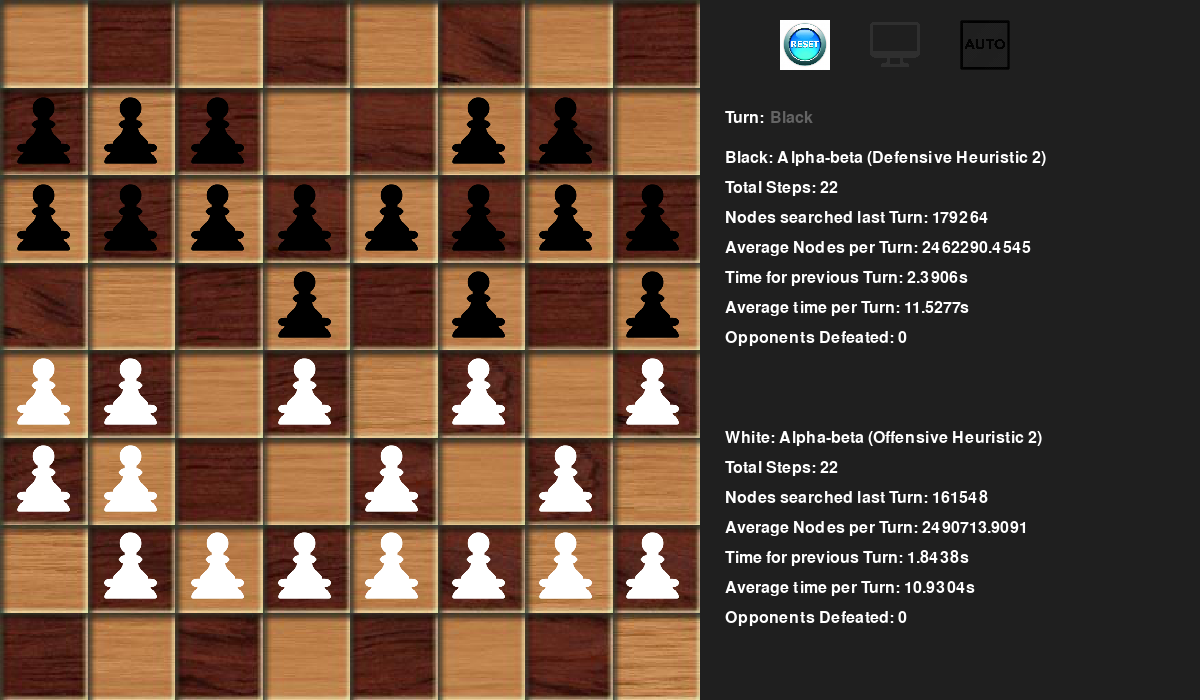 RESET
AUTO
Turn: Black
Black: Alpha-beta (Defensive Heuristic 2)
Total Steps: 22
Nodes searched last Turn: 179264
Average Nodes per Turn: 2462290.4545
Time for previous Turn: 2.3906s
Average time per Turn: 11.5277s
Opponents Defeated: 0
White: Alpha-beta (Offensive Heuristic 2)
Total Steps: 22
Nodes searched last Turn: 161548
Average Nodes per Turn: 2490713.9091
Time for previous Turn: 1.8438s
Average time per Turn: 10.9304s
Opponents Defeated: 0